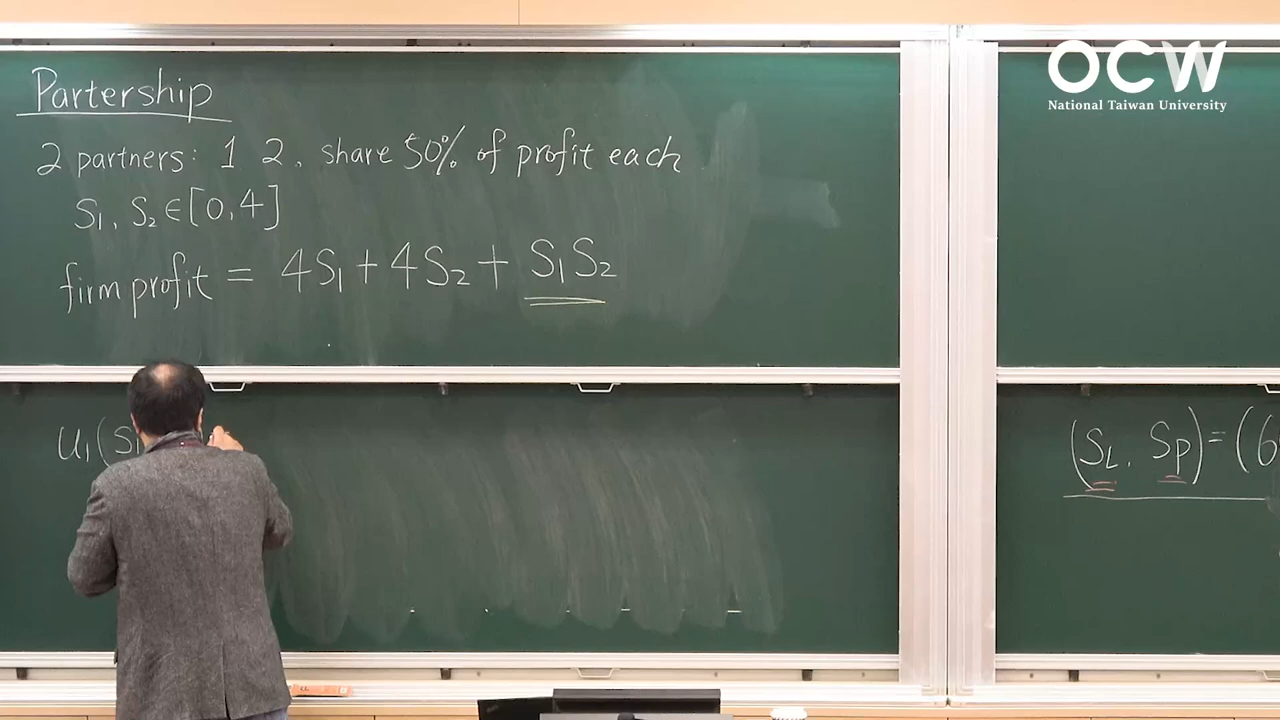 Partership
2 partners: 1 2. share 50% of profit each
S₁, S₂ ∈ [0, 4]
firm profit = 4S₁ + 4S₂ + S₁S₂
u₁(S₁
(S_L, S_P) = (6
OCW
National Taiwan University